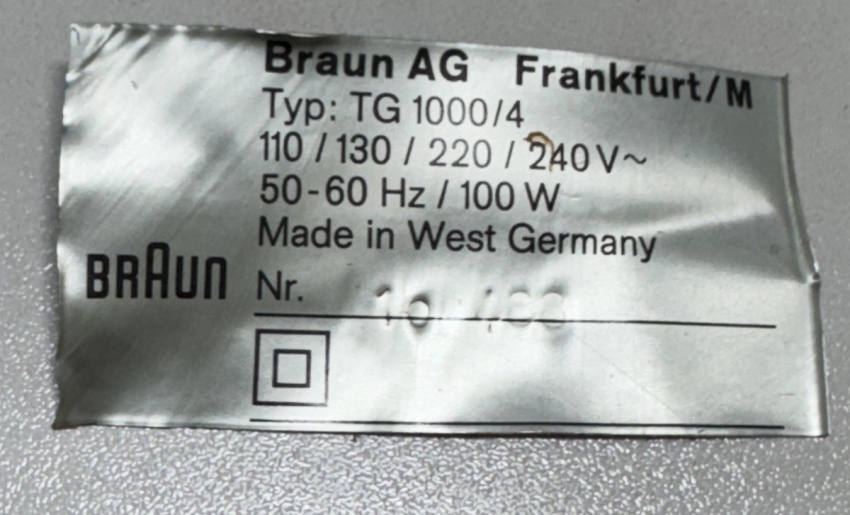 Braun AG Frankfurt/M
Typ: TG 1000/4
110 / 130 / 220 / 240 V~
50-60 Hz / 100 W
Made in West Germany
BRAUN
Nr.